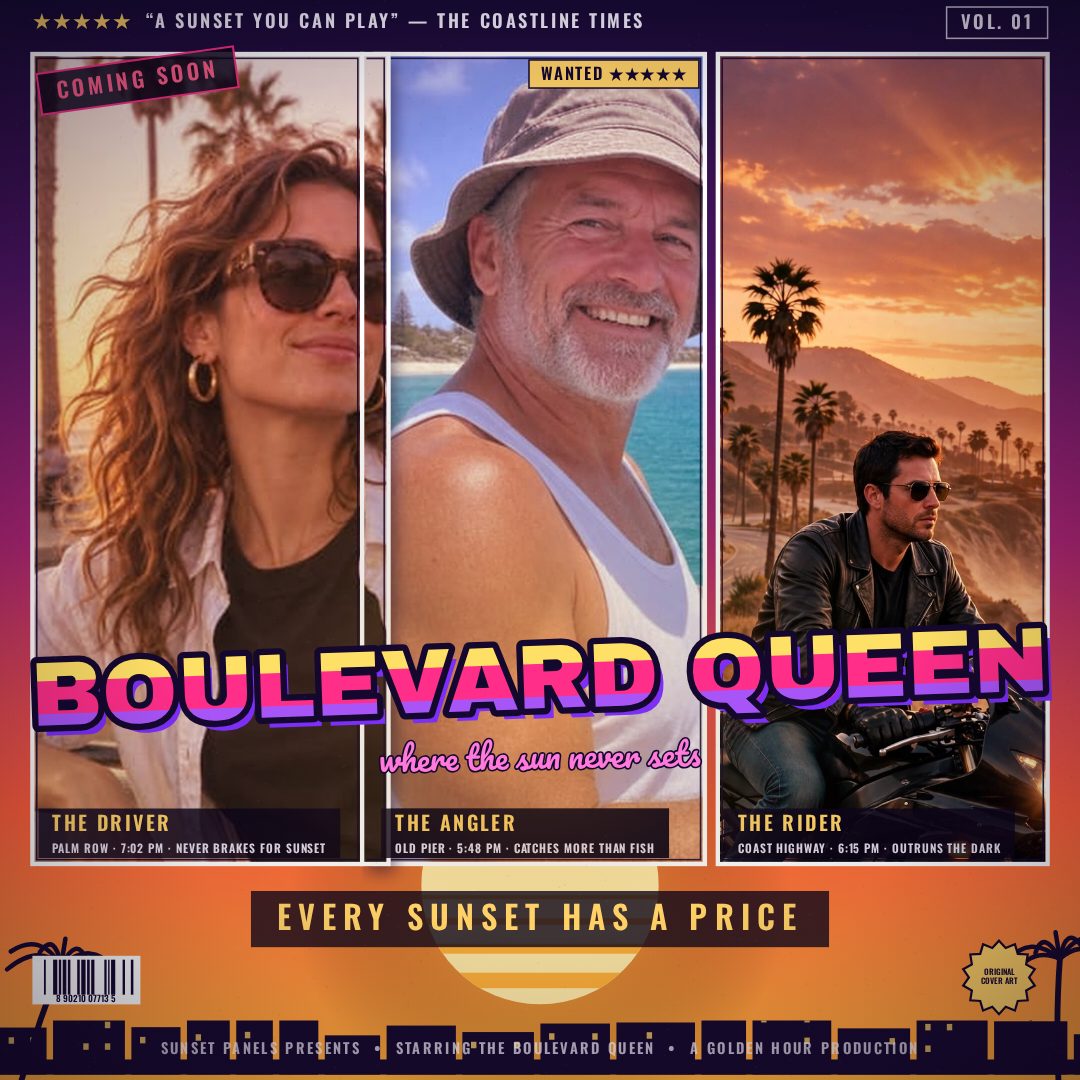 ★★★★★ “A SUNSET YOU CAN PLAY” — THE COASTLINE TIMES
VOL. 01
COMING SOON
WANTED ★★★★★
BOULEVARD QUEEN
where the sun never sets
THE DRIVER
PALM ROW · 7:02 PM · NEVER BRAKES FOR SUNSET
THE ANGLER
OLD PIER · 5:48 PM · CATCHES MORE THAN FISH
THE RIDER
COAST HIGHWAY · 6:15 PM · OUTRUNS THE DARK
EVERY SUNSET HAS A PRICE
8 90210 07713 5
ORIGINAL
COVER ART
SUNSET PANELS PRESENTS • STARRING THE BOULEVARD QUEEN • A GOLDEN HOUR PRODUCTION